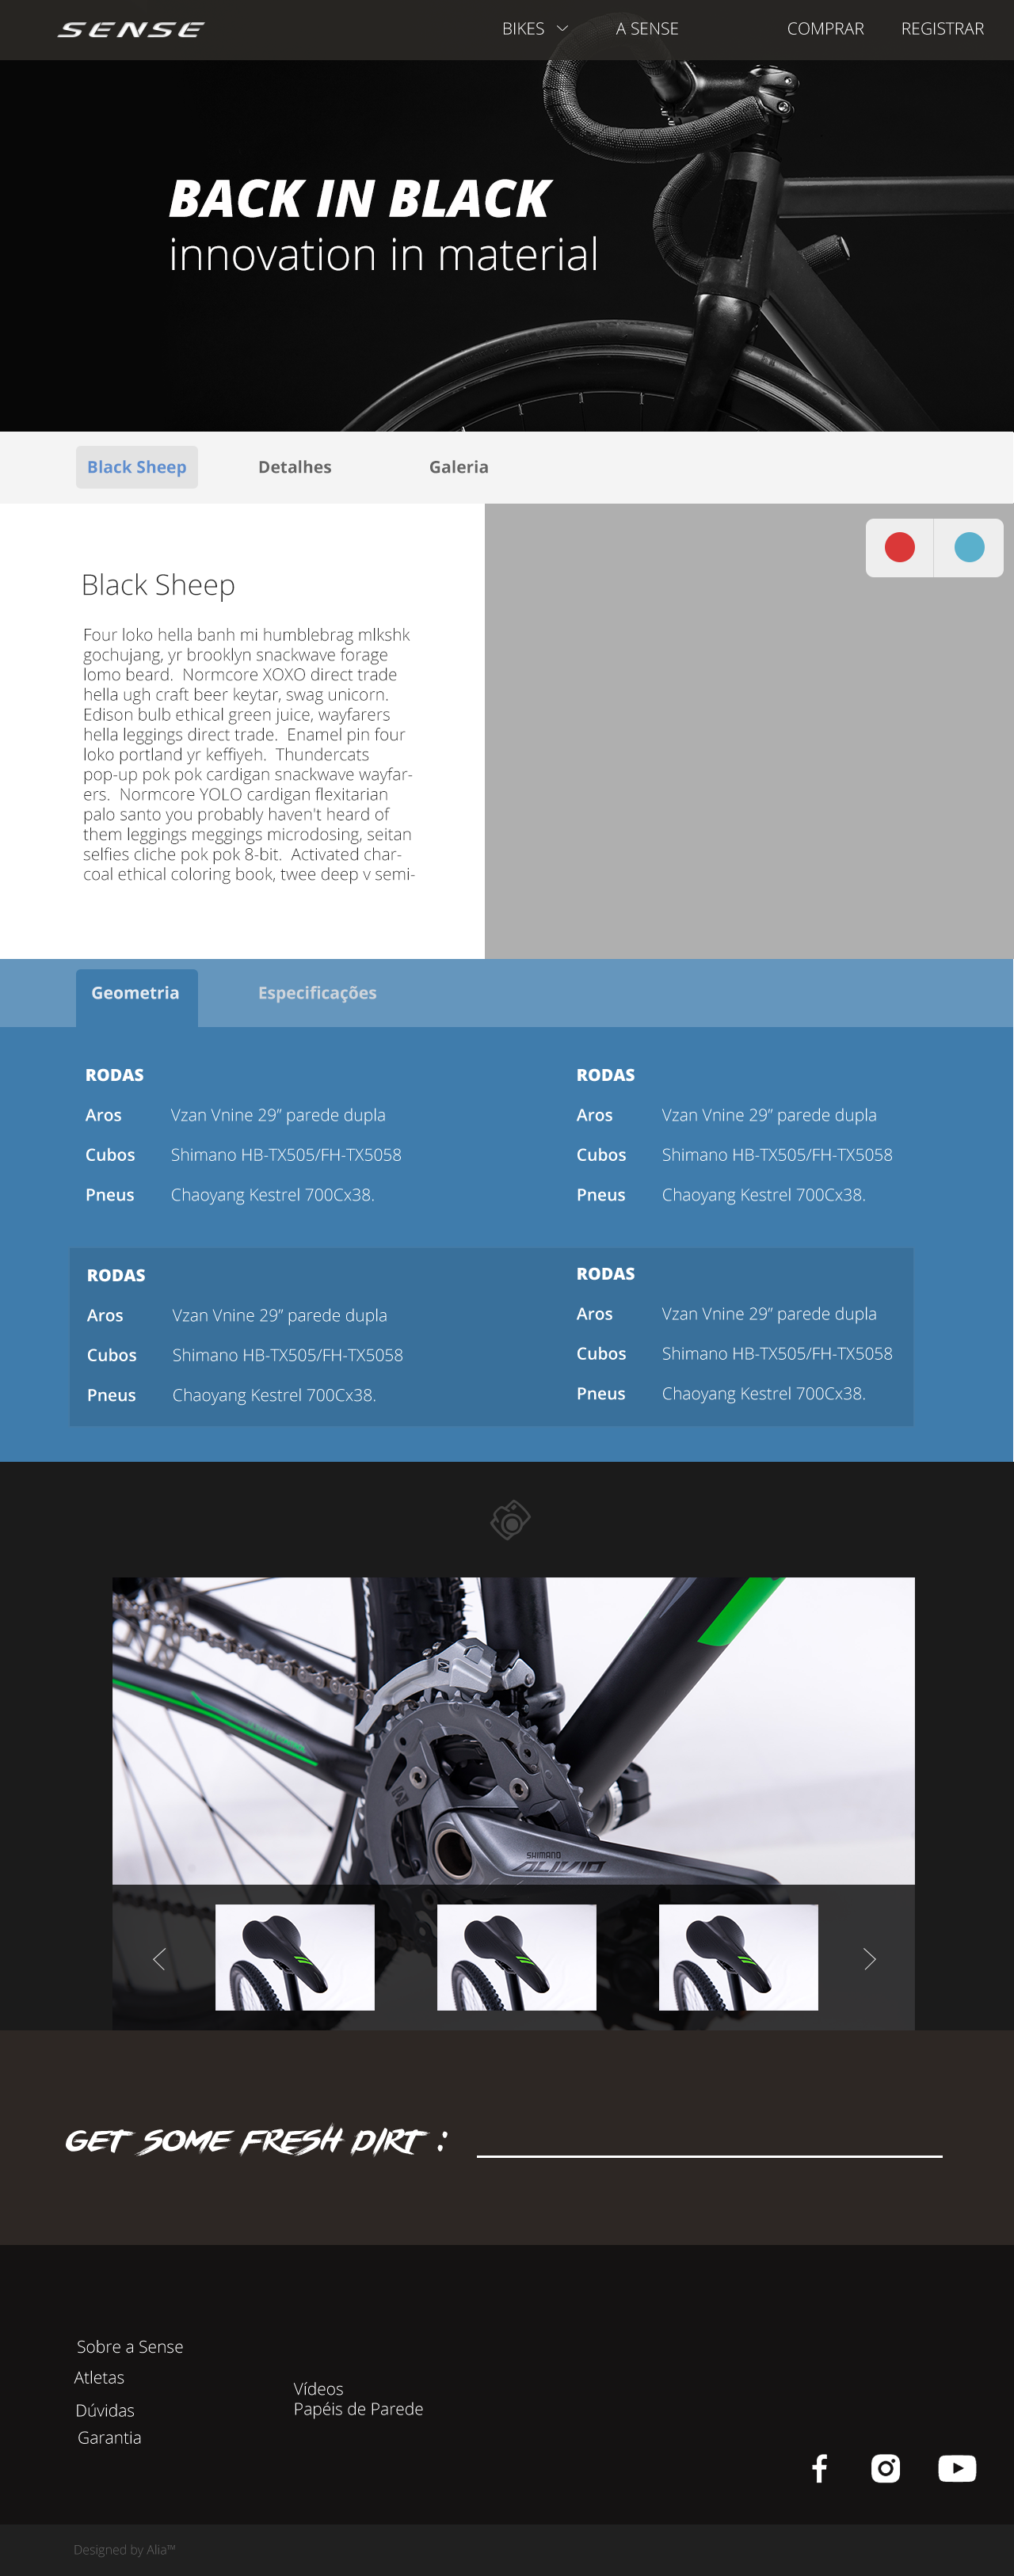 SENSE
BIKES
A SENSE
COMPRAR
REGISTRAR
BACK IN BLACK
innovation in material
Black Sheep
Detalhes
Galeria
Black Sheep
Four loko hella banh mi humblebrag mlkshk
gochujang, yr brooklyn snackwave forage
lomo beard.  Normcore XOXO direct trade
hella ugh craft beer keytar, swag unicorn.
Edison bulb ethical green juice, wayfarers
hella leggings direct trade.  Enamel pin four
loko portland yr keffiyeh.  Thundercats
pop-up pok pok cardigan snackwave wayfar-
ers.  Normcore YOLO cardigan flexitarian
palo santo you probably haven't heard of
them leggings meggings microdosing, seitan
selfies cliche pok pok 8-bit.  Activated char-
coal ethical coloring book, twee deep v semi-
Geometria
Especificações
RODAS
Aros Vzan Vnine 29” parede dupla
Cubos Shimano HB-TX505/FH-TX5058
Pneus Chaoyang Kestrel 700Cx38.
RODAS
Aros Vzan Vnine 29” parede dupla
Cubos Shimano HB-TX505/FH-TX5058
Pneus Chaoyang Kestrel 700Cx38.
RODAS
Aros Vzan Vnine 29” parede dupla
Cubos Shimano HB-TX505/FH-TX5058
Pneus Chaoyang Kestrel 700Cx38.
RODAS
Aros Vzan Vnine 29” parede dupla
Cubos Shimano HB-TX505/FH-TX5058
Pneus Chaoyang Kestrel 700Cx38.
SHIMANO
ALIVIO
GET SOME FRESH DIRT :
Sobre a Sense
Atletas
Dúvidas
Garantia
Vídeos
Papéis de Parede
Designed by Alia™